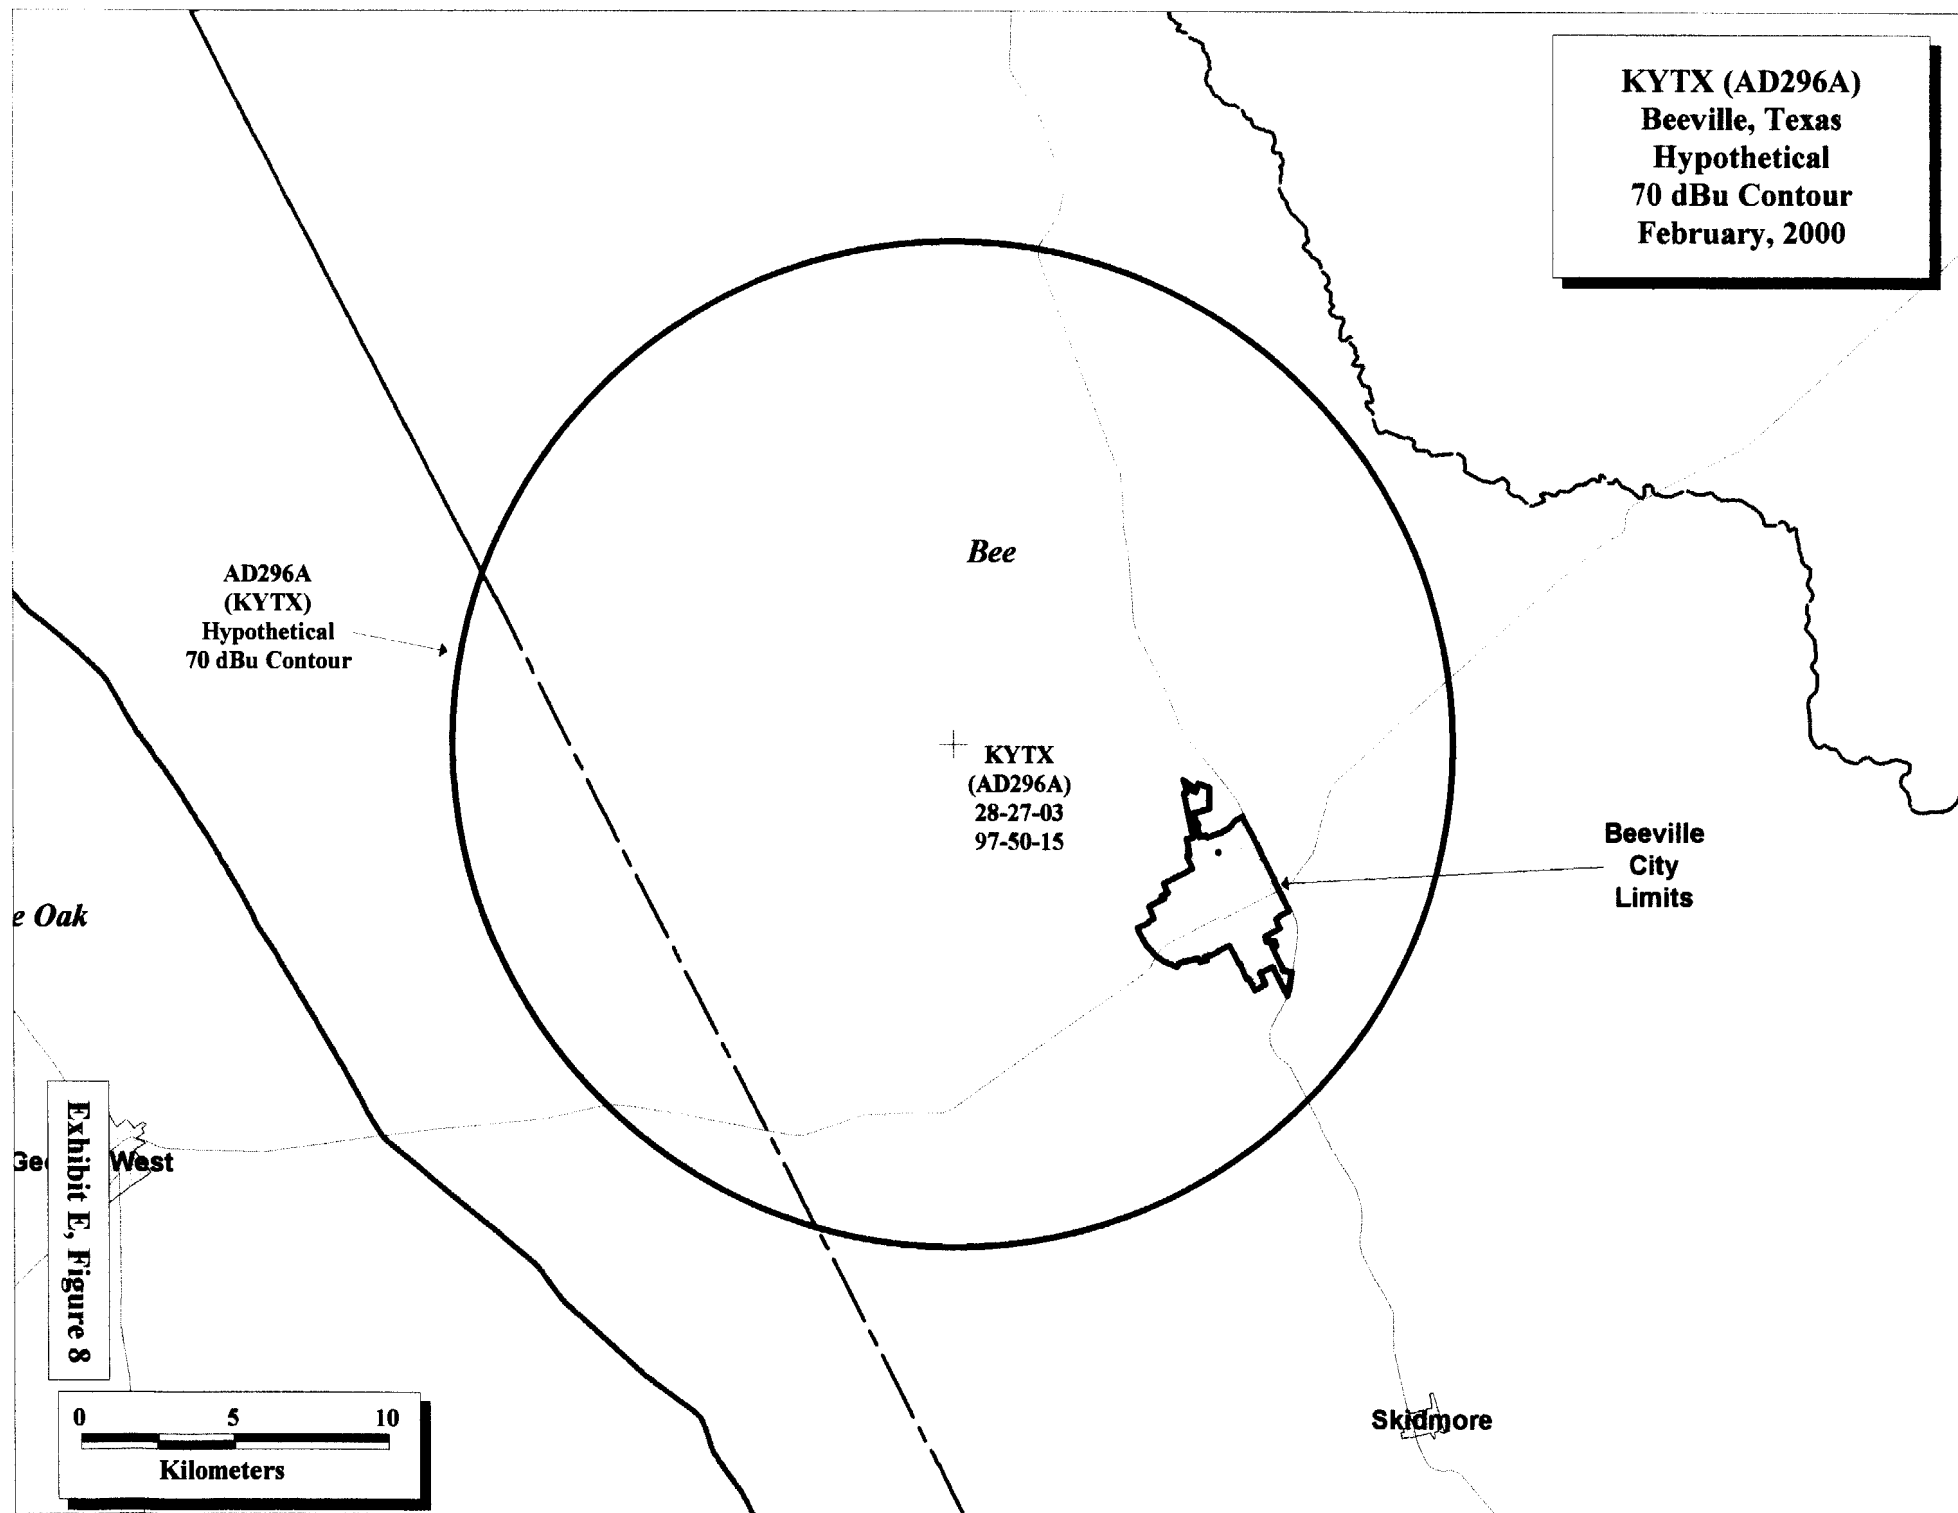 KYTX (AD296A)
Beeville, Texas
Hypothetical
70 dBu Contour
February, 2000
Bee
AD296A
(KYTX)
Hypothetical
70 dBu Contour
KYTX
(AD296A)
28-27-03
97-50-15
Beeville
City
Limits
e Oak
Exhibit E, Figure 8
Geo West
Skidmore
0 5 10
Kilometers